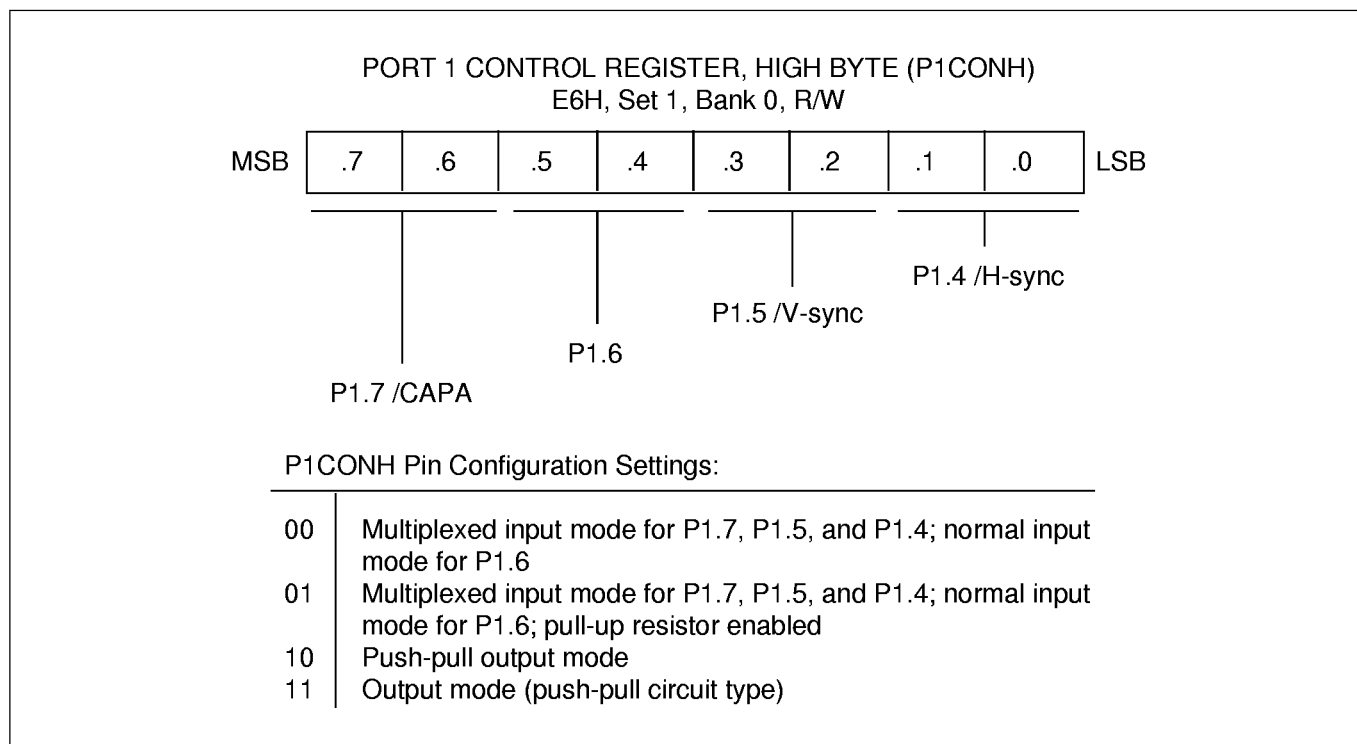 PORT 1 CONTROL REGISTER, HIGH BYTE (P1CONH)
E6H, Set 1, Bank 0, R/W
MSB .7 .6 .5 .4 .3 .2 .1 .0 LSB
P1.4 /H-sync
P1.5 /V-sync
P1.6
P1.7 /CAPA
P1CONH Pin Configuration Settings:
00 Multiplexed input mode for P1.7, P1.5, and P1.4; normal input
mode for P1.6
01 Multiplexed input mode for P1.7, P1.5, and P1.4; normal input
mode for P1.6; pull-up resistor enabled
10 Push-pull output mode
11 Output mode (push-pull circuit type)